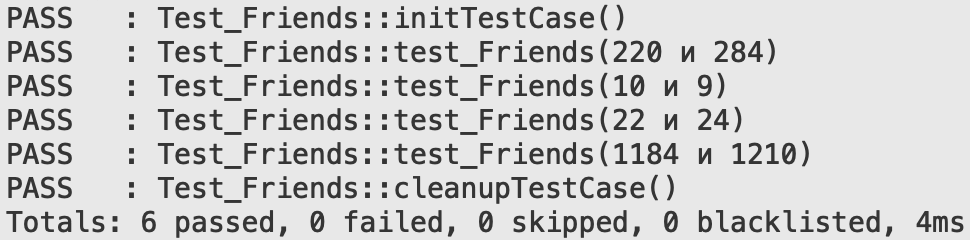 PASS   : Test_Friends::initTestCase()
PASS   : Test_Friends::test_Friends(220 и 284)
PASS   : Test_Friends::test_Friends(10 и 9)
PASS   : Test_Friends::test_Friends(22 и 24)
PASS   : Test_Friends::test_Friends(1184 и 1210)
PASS   : Test_Friends::cleanupTestCase()
Totals: 6 passed, 0 failed, 0 skipped, 0 blacklisted, 4ms